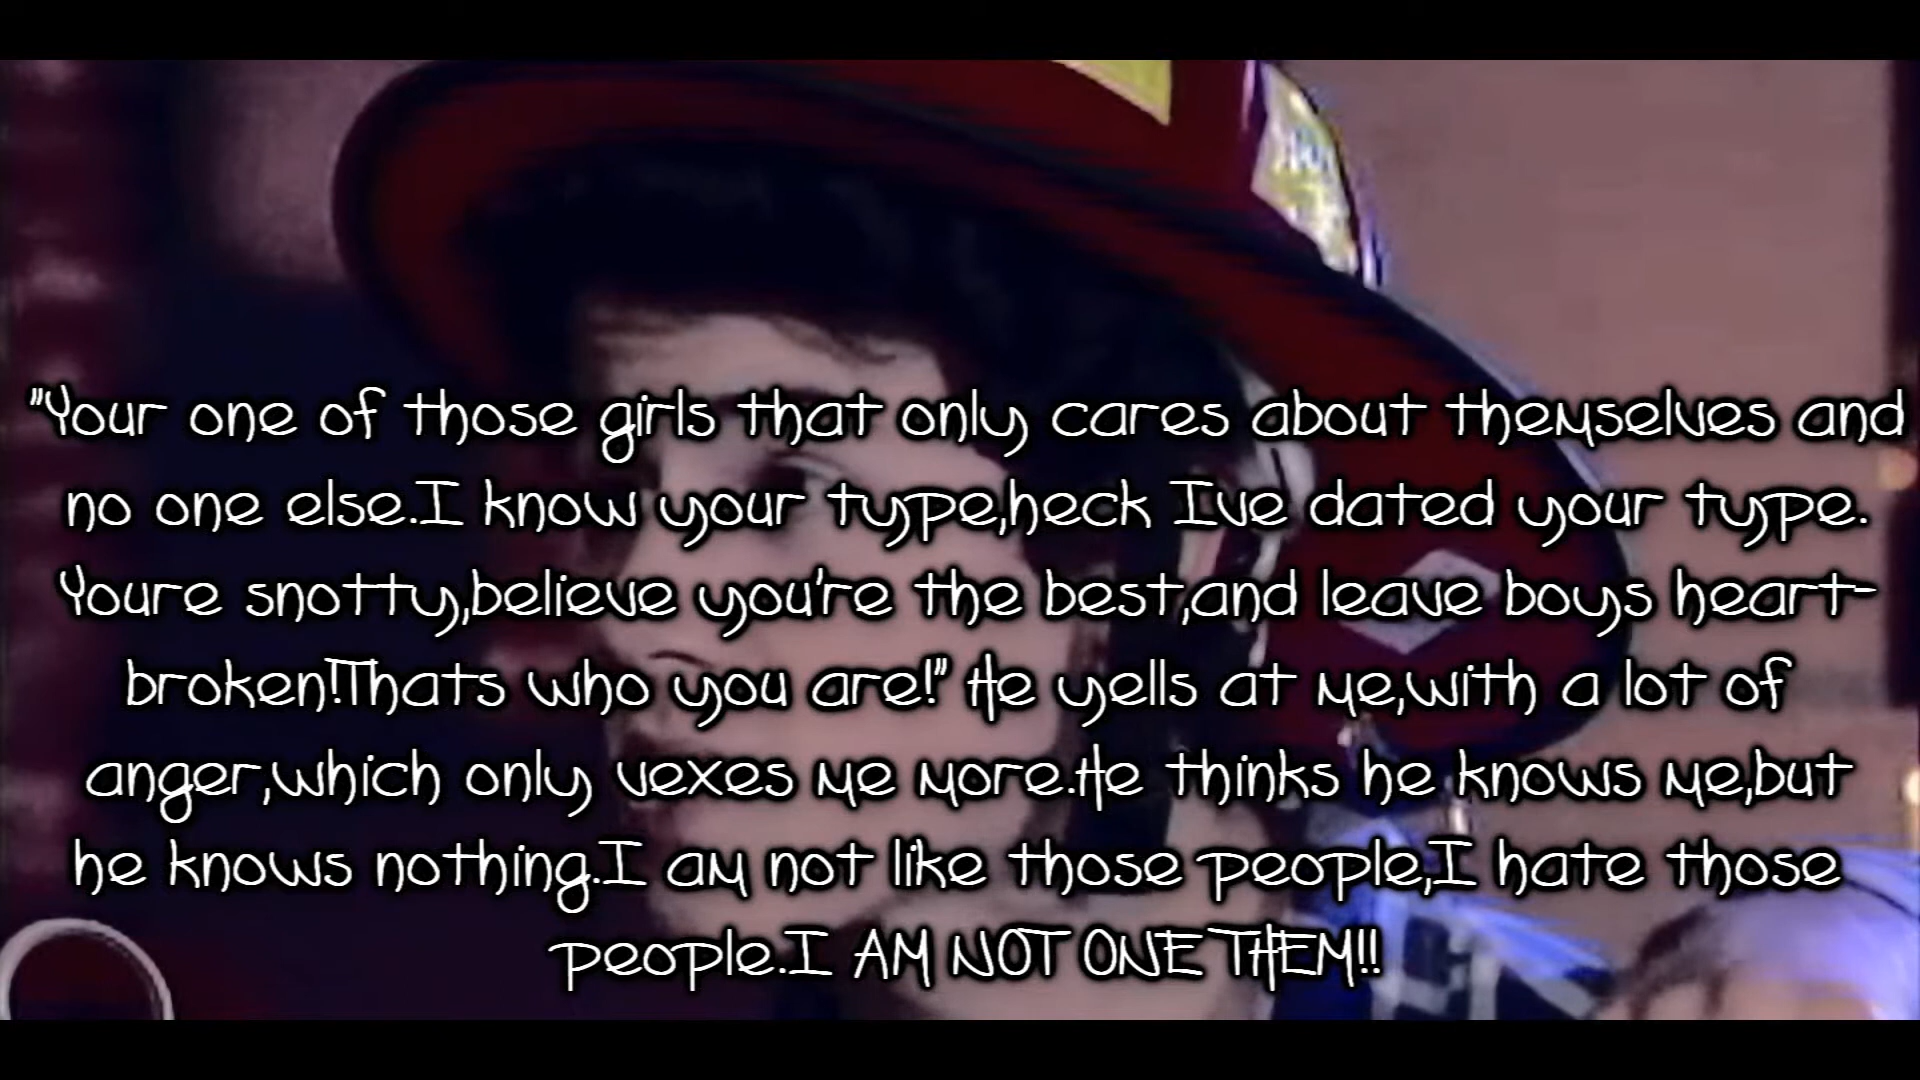 "Your one of those girls that only cares about themselves and
no one else.I know your type,heck Ive dated your type.
Youre snotty,believe you're the best,and leave boys heart-
broken!Thats who you are!" He yells at me,with a lot of
anger,which only vexes me more.He thinks he knows me,but
he knows nothing.I am not like those people,I hate those
people.I AM NOT ONE THEM!!